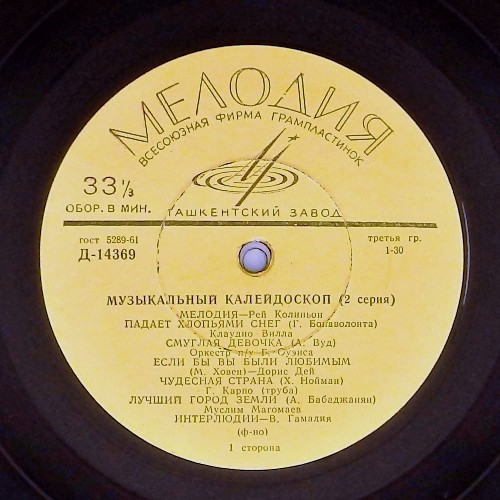 МЕЛОДИЯ
ВСЕСОЮЗНАЯ ФИРМА ГРАМПЛАСТИНОК
33⅓
ОБОР. В МИН.
ТАШКЕНТСКИЙ ЗАВОД
гост 5289-61
Д-14369
третья гр.
1-30
МУЗЫКАЛЬНЫЙ КАЛЕЙДОСКОП (2 серия)
МЕЛОДИЯ—Рей Колиньон
ПАДАЕТ ХЛОПЬЯМИ СНЕГ (Г. Бонаволонта)
Клаудио Вилла
СМУГЛАЯ ДЕВОЧКА (А. Вуд)
Оркестр п/у Г. Суэнса
ЕСЛИ БЫ ВЫ БЫЛИ ЛЮБИМЫМ
(М. Ховен)—Дорис Дей
ЧУДЕСНАЯ СТРАНА (Х. Нойман)
Г. Карпо (труба)
ЛУЧШИЙ ГОРОД ЗЕМЛИ (А. Бабаджанян)
Муслим Магомаев
ИНТЕРЛЮДИИ—В. Гамалия
(ф-но)
1 сторона